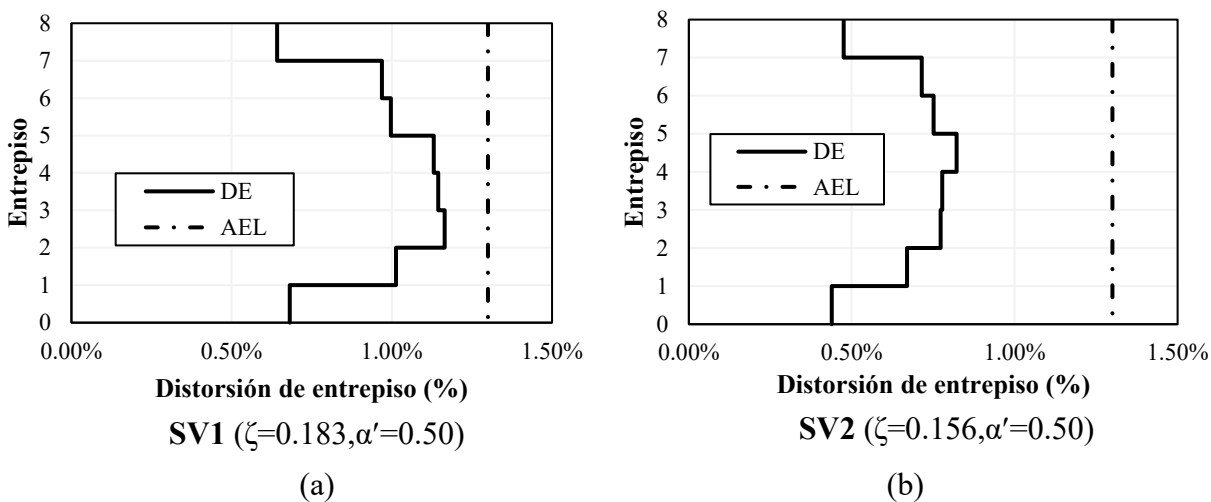 8
7
6
5
4
3
2
1
0
Entrepiso
DE
AEL
0.00% 0.50% 1.00% 1.50%
Distorsión de entrepiso (%)
SV1 (ζ=0.183,α′=0.50)
(a)
8
7
6
5
4
3
2
1
0
Entrepiso
DE
AEL
0.00% 0.50% 1.00% 1.50%
Distorsión de entrepiso (%)
SV2 (ζ=0.156,α′=0.50)
(b)